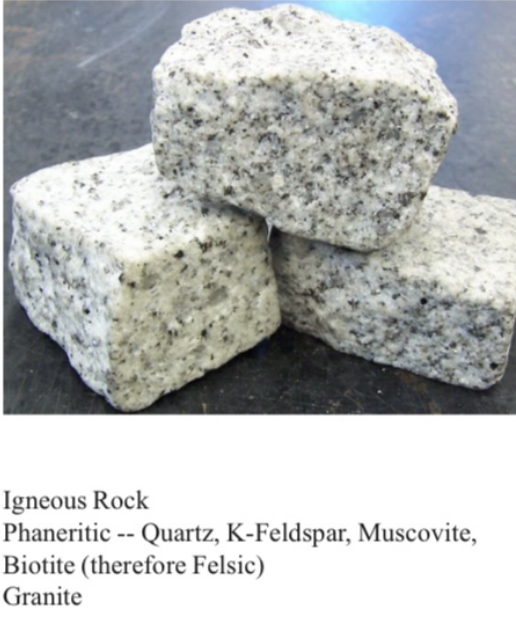 Igneous Rock
Phaneritic -- Quartz, K-Feldspar, Muscovite,
Biotite (therefore Felsic)
Granite